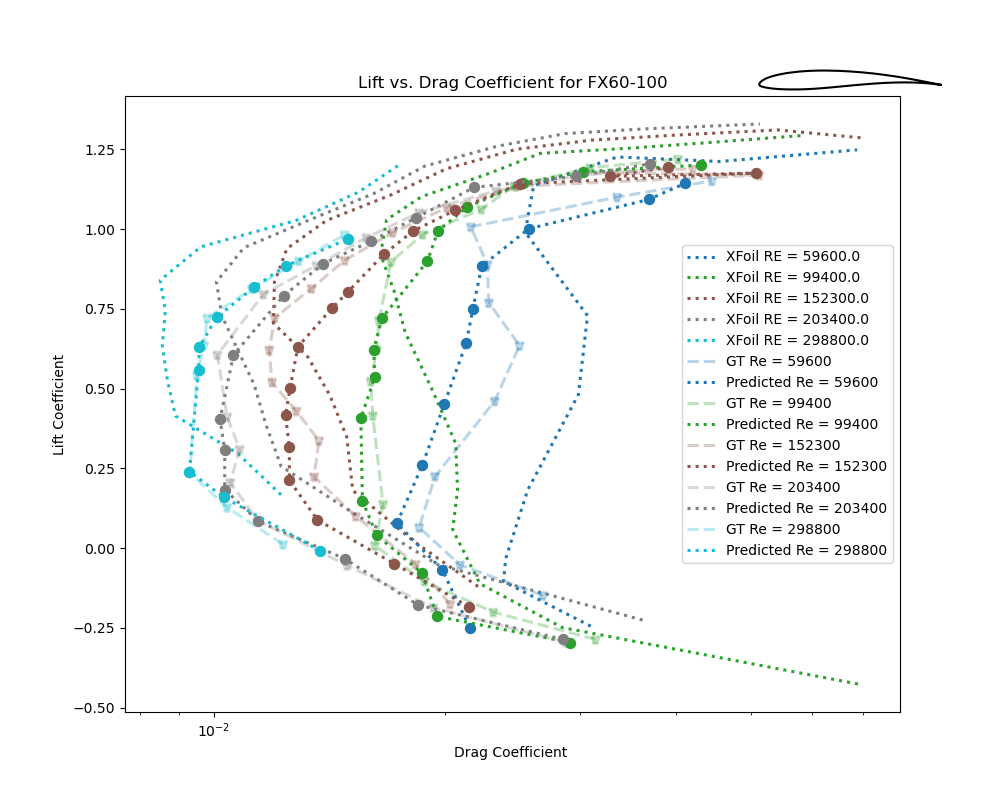 Lift vs. Drag Coefficient for FX60-100
Lift Coefficient
1.25
1.00
0.75
0.50
0.25
0.00
−0.25
−0.50
XFoil RE = 59600.0
XFoil RE = 99400.0
XFoil RE = 152300.0
XFoil RE = 203400.0
XFoil RE = 298800.0
GT Re = 59600
Predicted Re = 59600
GT Re = 99400
Predicted Re = 99400
GT Re = 152300
Predicted Re = 152300
GT Re = 203400
Predicted Re = 203400
GT Re = 298800
Predicted Re = 298800
10⁻²
Drag Coefficient